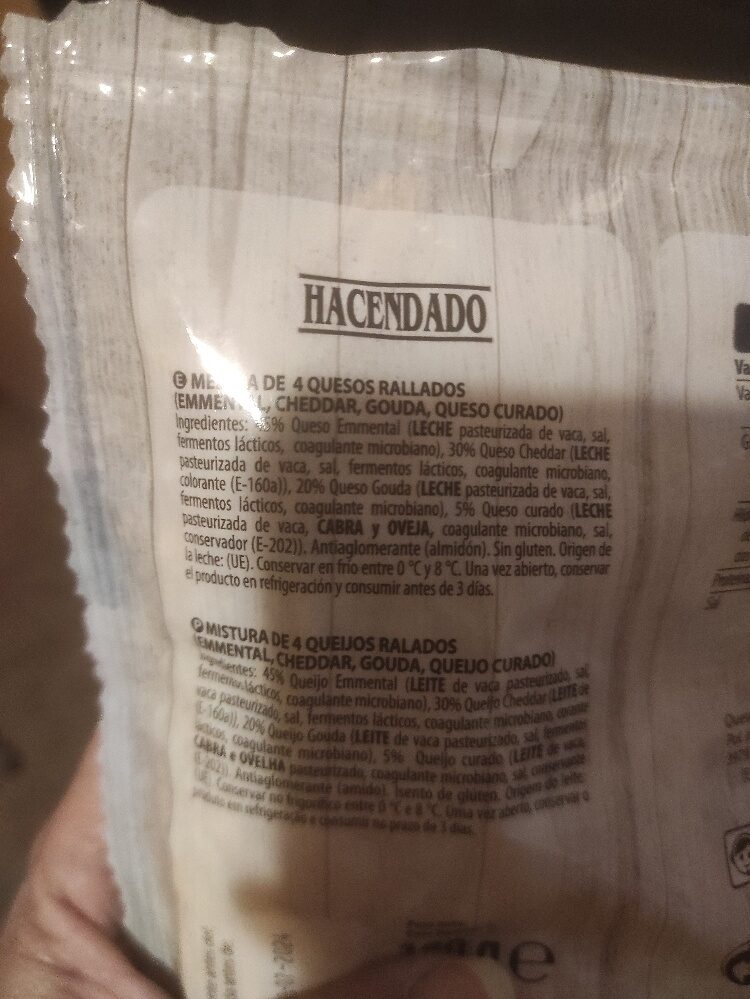 HACENDADO
E MEZCLA DE 4 QUESOS RALLADOS
(EMMENTAL, CHEDDAR, GOUDA, QUESO CURADO)
Ingredientes: 45% Queso Emmental (LECHE pasteurizada de vaca, sal,
fermentos lácticos, coagulante microbiano), 30% Queso Cheddar (LECHE
pasteurizada de vaca, sal, fermentos lácticos, coagulante microbiano,
colorante (E-160a)), 20% Queso Gouda (LECHE pasteurizada de vaca, sal,
fermentos lácticos, coagulante microbiano), 5% Queso curado (LECHE
pasteurizada de vaca, CABRA y OVEJA, coagulante microbiano, sal,
conservador (E-202)). Antiaglomerante (almidón). Sin gluten. Origen de
la leche: (UE). Conservar en frío entre 0 °C y 8 °C. Una vez abierto, conservar
el producto en refrigeración y consumir antes de 3 días.
P MISTURA DE 4 QUEIJOS RALADOS
(EMMENTAL, CHEDDAR, GOUDA, QUEIJO CURADO)
Ingredientes: 45% Queijo Emmental (LEITE de vaca pasteurizado, sal,
fermentos lácticos, coagulante microbiano), 30% Queijo Cheddar (LEITE de
vaca pasteurizado, sal, fermentos lácticos, coagulante microbiano, corante
(E-160a)), 20% Queijo Gouda (LEITE de vaca pasteurizado, sal, fermentos
lácticos, coagulante microbiano), 5% Queijo curado (LEITE de vaca,
CABRA e OVELHA pasteurizado, coagulante microbiano, sal, conservante
(E-202)). Antiaglomerante (amido). Isento de glúten. Origem do leite:
(UE). Conservar no frigorífico entre 0 °C e 8 °C. Uma vez aberto, conservar o
produto em refrigeração e consumir no prazo de 3 dias.
Va
Va
Sal
e